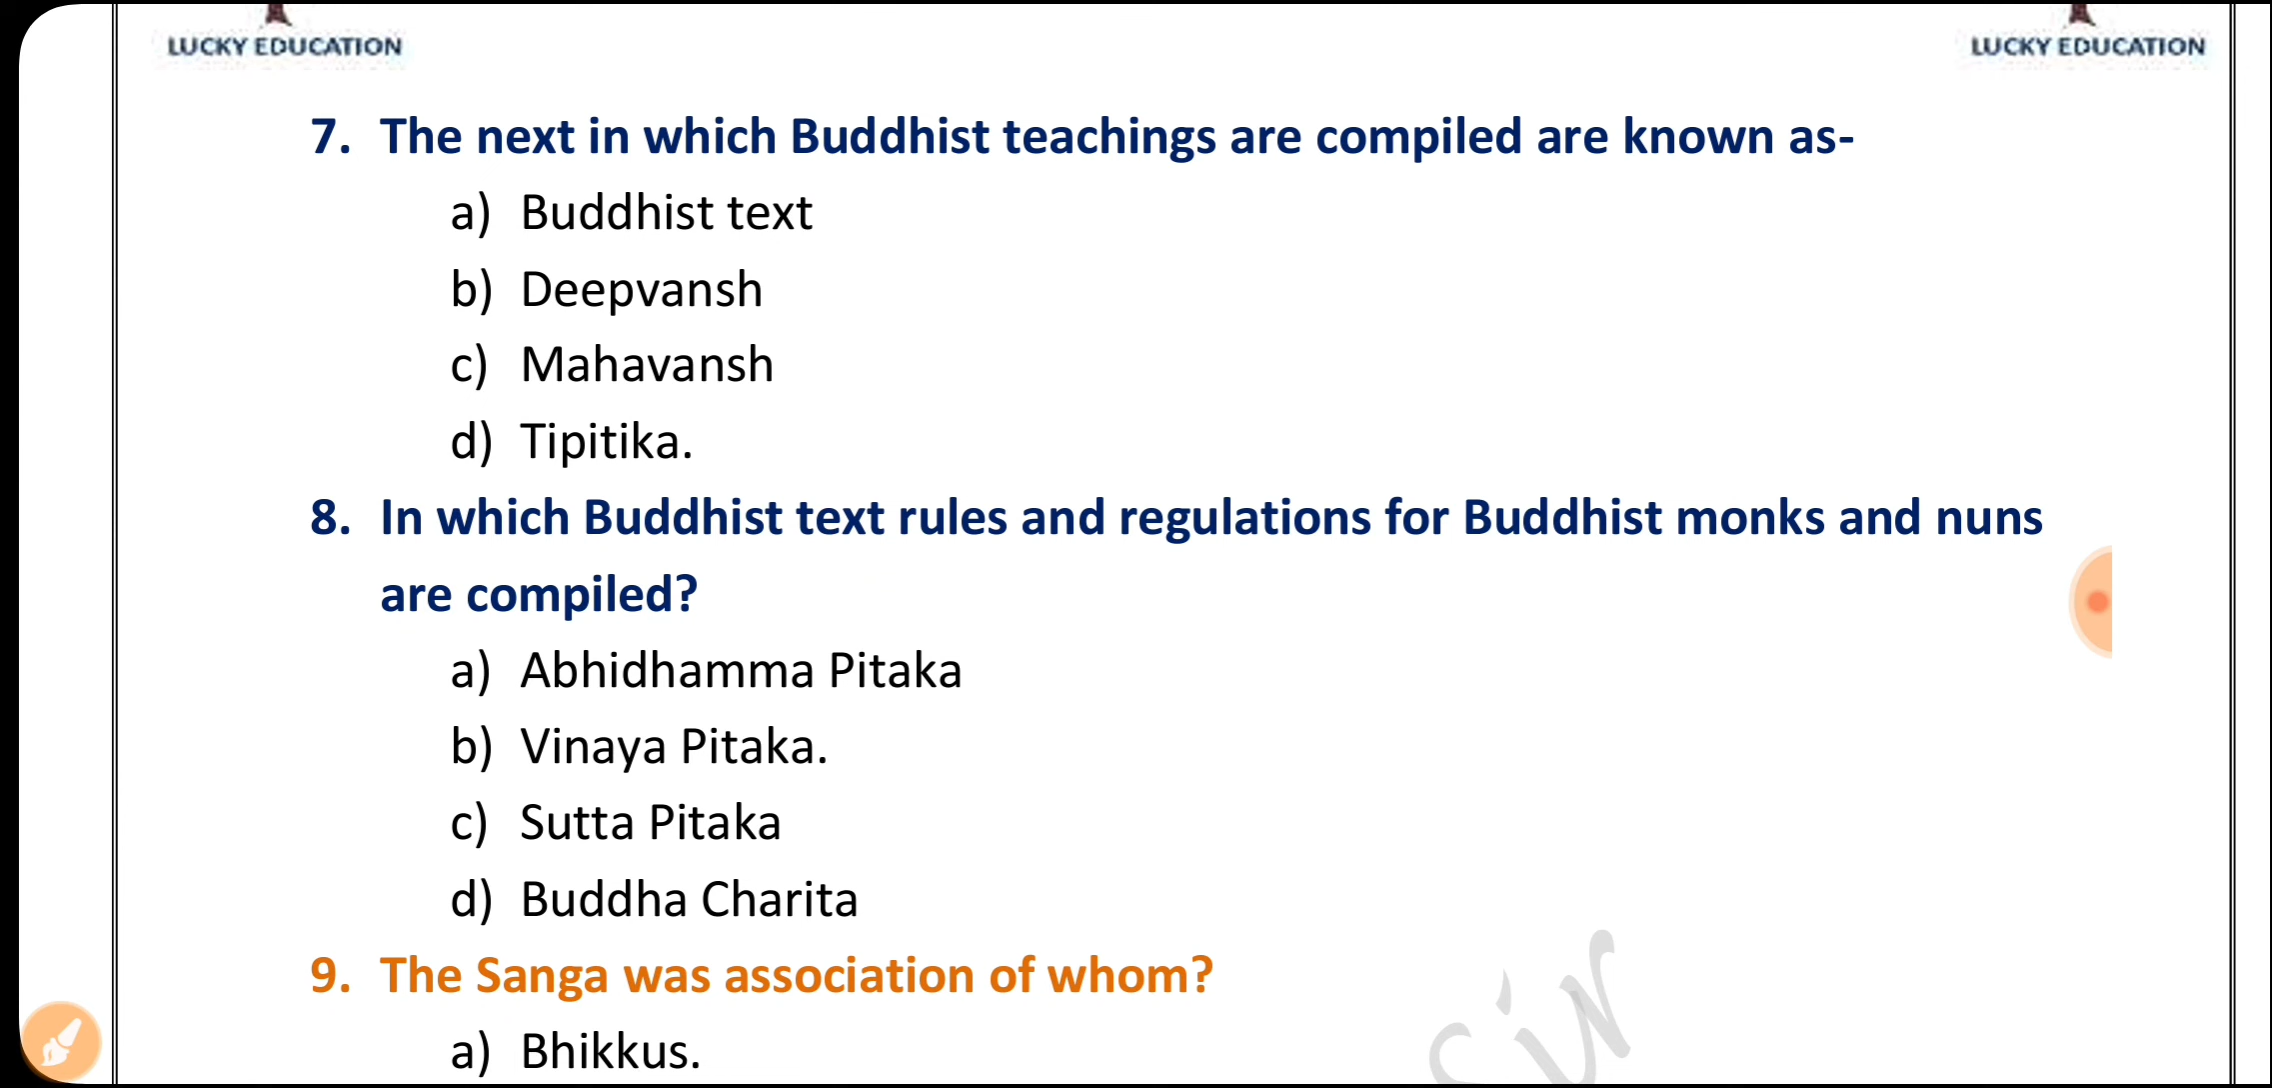 LUCKY EDUCATION
LUCKY EDUCATION
7. The next in which Buddhist teachings are compiled are known as-
a) Buddhist text
b) Deepvansh
c) Mahavansh
d) Tipitika.
8. In which Buddhist text rules and regulations for Buddhist monks and nuns
are compiled?
a) Abhidhamma Pitaka
b) Vinaya Pitaka.
c) Sutta Pitaka
d) Buddha Charita
9. The Sanga was association of whom?
a) Bhikkus.
Sir